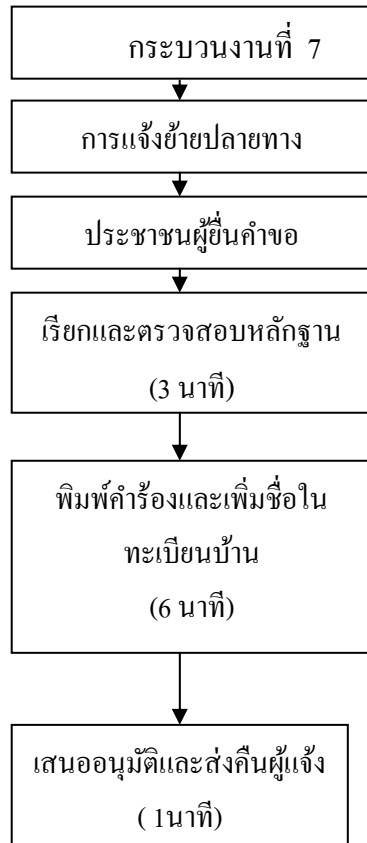 กระบวนงานที่ 7
การแจ้งย้ายปลายทาง
ประชาชนผู้ยื่นคำขอ
เรียกและตรวจสอบหลักฐาน
(3 นาที)
พิมพ์คำร้องและเพิ่มชื่อใน
ทะเบียนบ้าน
(6 นาที)
เสนออนุมัติและส่งคืนผู้แจ้ง
( 1นาที)